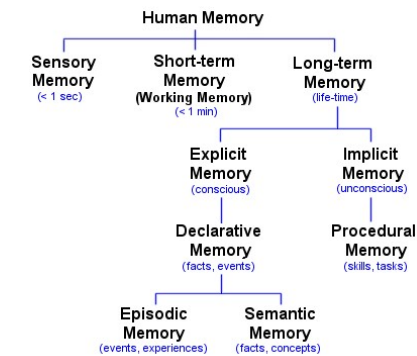 Human Memory
Sensory Memory
(< 1 sec)
Short-term Memory
(Working Memory)
(< 1 min)
Long-term Memory
(life-time)
Explicit Memory
(conscious)
Implicit Memory
(unconscious)
Declarative Memory
(facts, events)
Procedural Memory
(skills, tasks)
Episodic Memory
(events, experiences)
Semantic Memory
(facts, concepts)